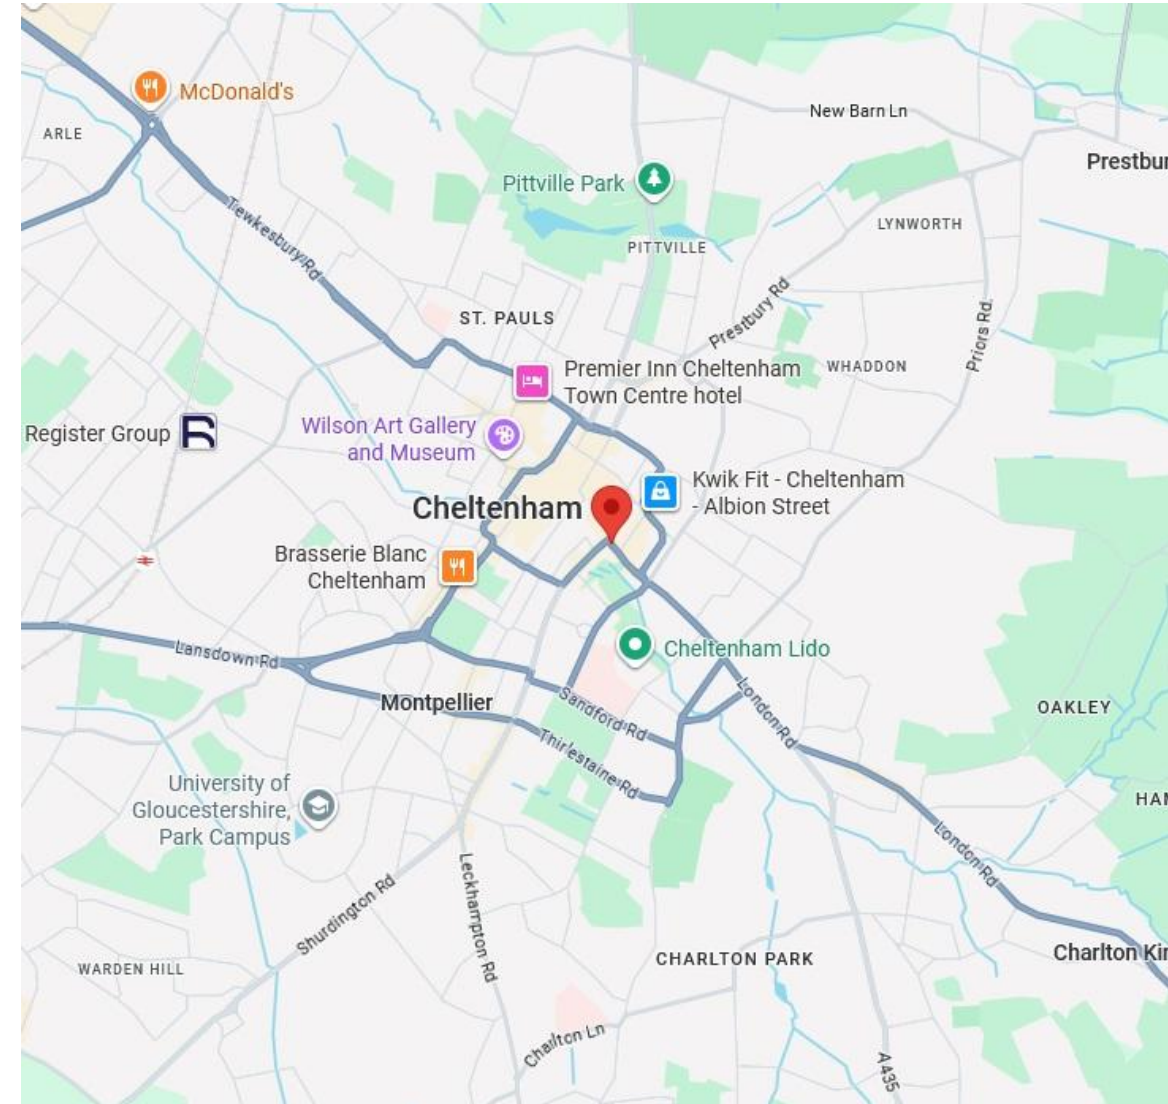 McDonald's
ARLE
New Barn Ln
Prestbur
Pittville Park
Tewkesbury Rd
LYNWORTH
PITTVILLE
Prestbury Rd
Priors Rd
ST. PAULS
WHADDON
Premier Inn Cheltenham
Town Centre hotel
Register Group
R
Wilson Art Gallery
and Museum
Kwik Fit - Cheltenham
- Albion Street
Cheltenham
Brasserie Blanc
Cheltenham
Lansdown Rd
Cheltenham Lido
Montpellier
Sandford Rd
London Rd
OAKLEY
Thirlestaine Rd
University of
Gloucestershire,
Park Campus
HAM
London Rd
Leckhampton Rd
Shurdington Rd
WARDEN HILL
CHARLTON PARK
Charlton Kin
Charlton Ln
A435